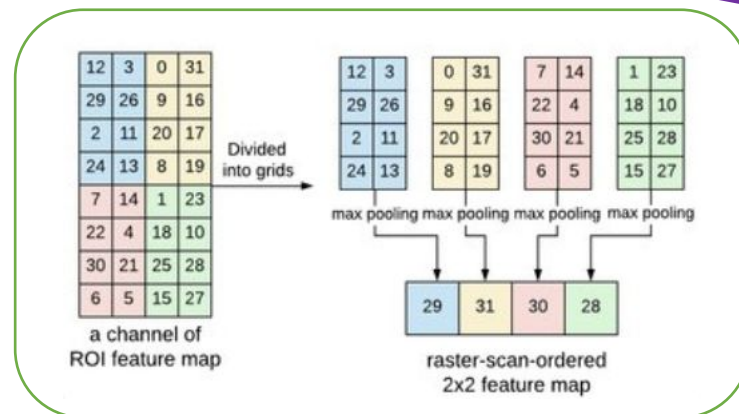 12 3 0 31
29 26 9 16
2 11 20 17
24 13 8 19
7 14 1 23
22 4 18 10
30 21 25 28
6 5 15 27
a channel of
ROI feature map
Divided
into grids
12 3
29 26
2 11
24 13
0 31
9 16
20 17
8 19
7 14
22 4
30 21
6 5
1 23
18 10
25 28
15 27
max pooling max pooling max pooling max pooling
29 31 30 28
raster-scan-ordered
2x2 feature map